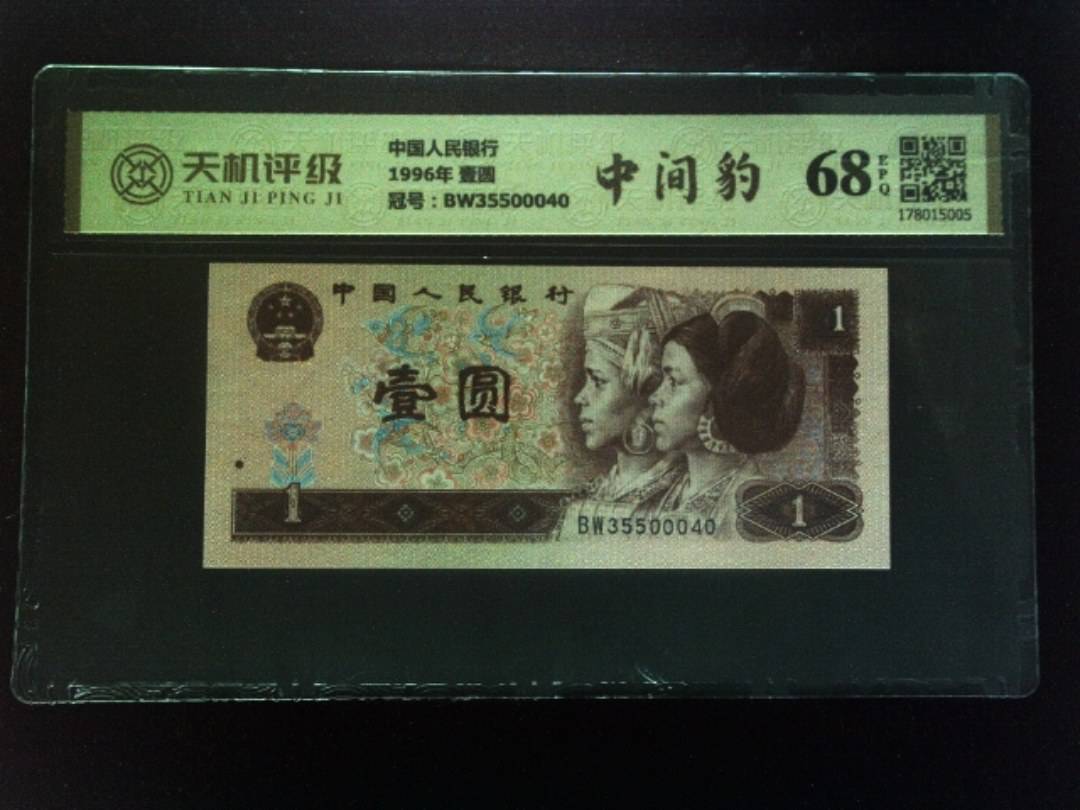 天机评级
TIAN JI PING JI
中国人民银行
1996年 壹圆
冠号：BW35500040
中间豹
68
EPQ
178015005
中国人民银行
1
壹圆
1
BW35500040
1